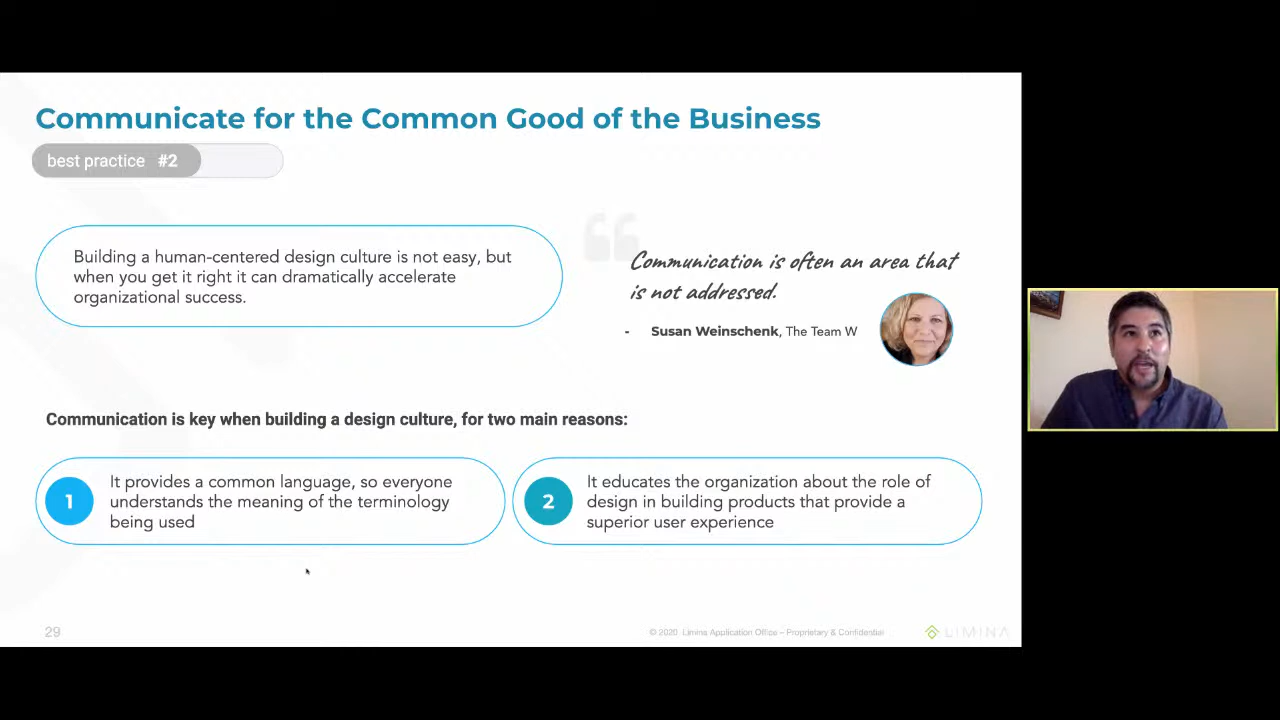 Communicate for the Common Good of the Business
best practice #2
Building a human-centered design culture is not easy, but
when you get it right it can dramatically accelerate
organizational success.
“
Communication is often an area that
is not addressed.
- Susan Weinschenk, The Team W
Communication is key when building a design culture, for two main reasons:
1
It provides a common language, so everyone
understands the meaning of the terminology
being used
2
It educates the organization about the role of
design in building products that provide a
superior user experience
29
© 2020 Limina Application Office – Proprietary & Confidential
LIMINA